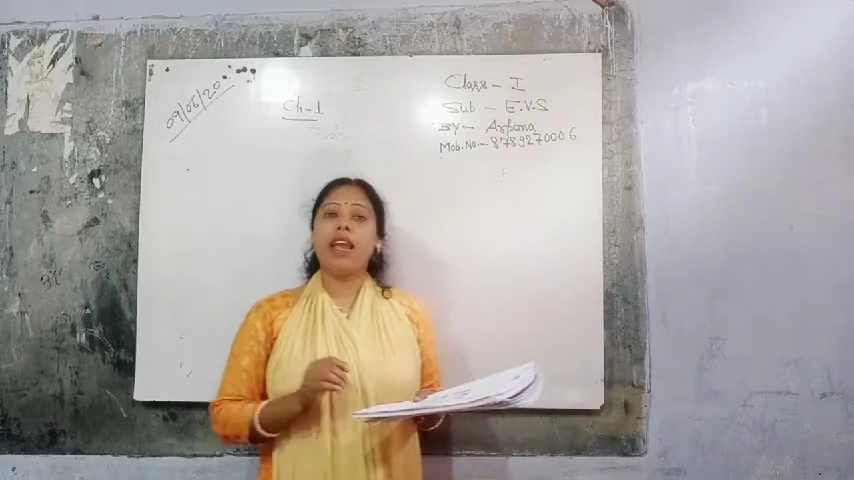 09/06/20
Ch-1
Class - I
Sub - E.V.S
BY - Arpana
Mob. No. - 8789270006